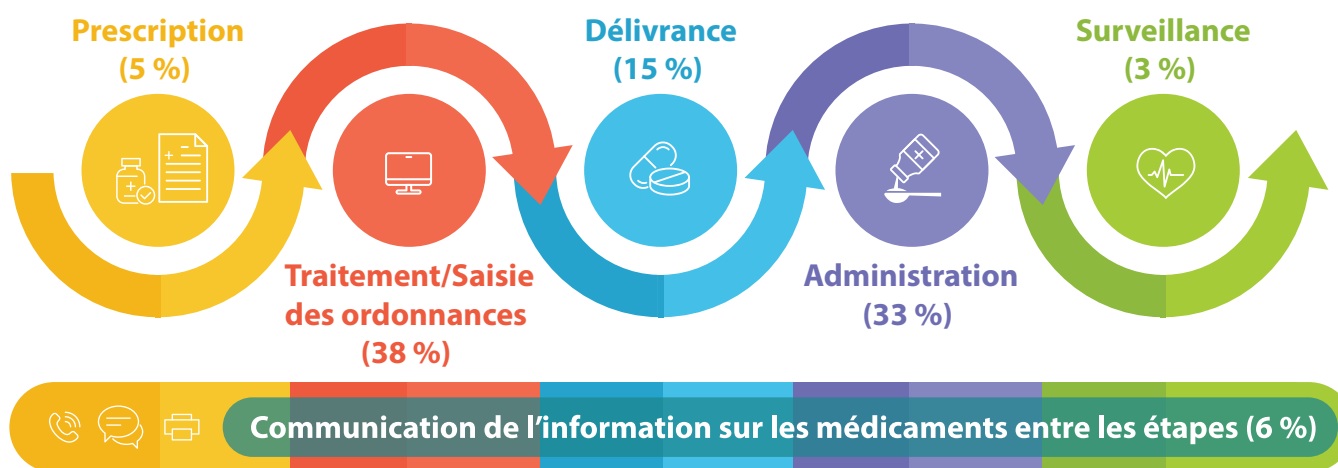 Prescription
(5 %)
Traitement/Saisie
des ordonnances
(38 %)
Délivrance
(15 %)
Administration
(33 %)
Surveillance
(3 %)
Communication de l’information sur les médicaments entre les étapes (6 %)